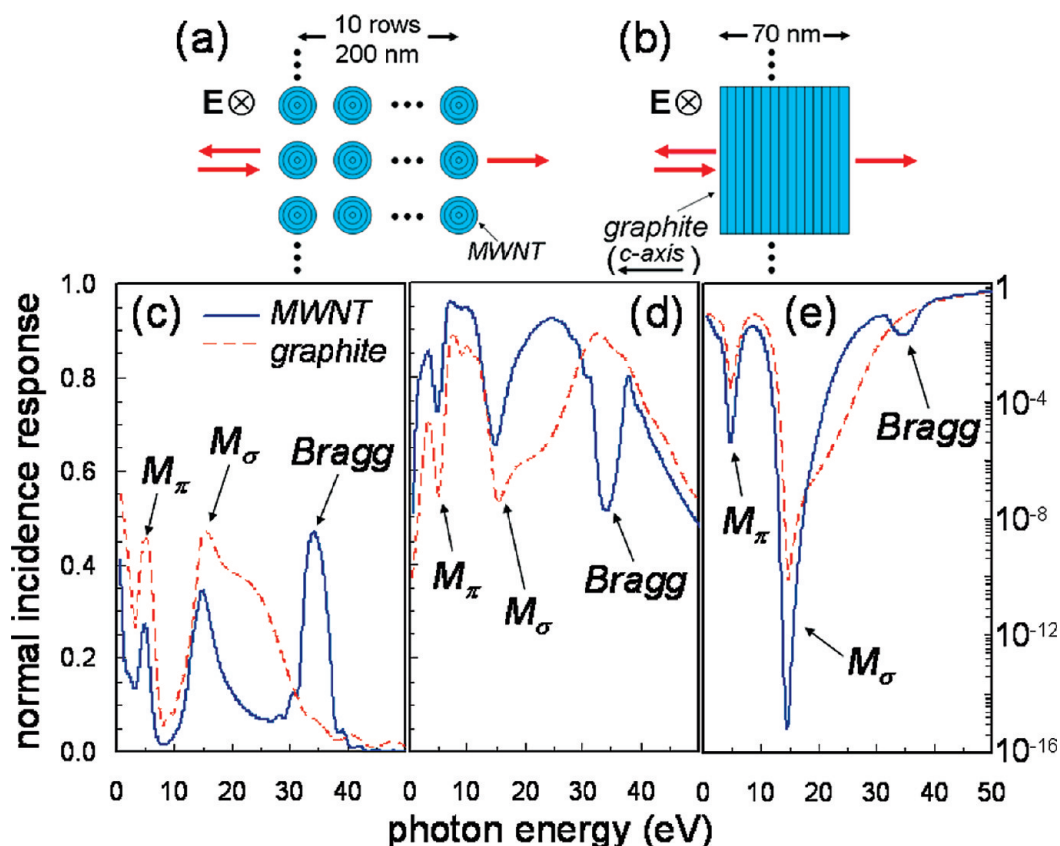 (a)
10 rows
200 nm
E
MWNT
(b)
70 nm
E
graphite
(c-axis)
normal incidence response
1.0
0.8
0.6
0.4
0.2
0.0
(c)
MWNT
graphite
Mπ
Mσ
Bragg
0 10 20 30 40
(d)
Mπ
Mσ
Bragg
0 10 20 30 40
(e)
Mπ
Mσ
Bragg
0 10 20 30 40 50
1
10-4
10-8
10-12
10-16
photon energy (eV)